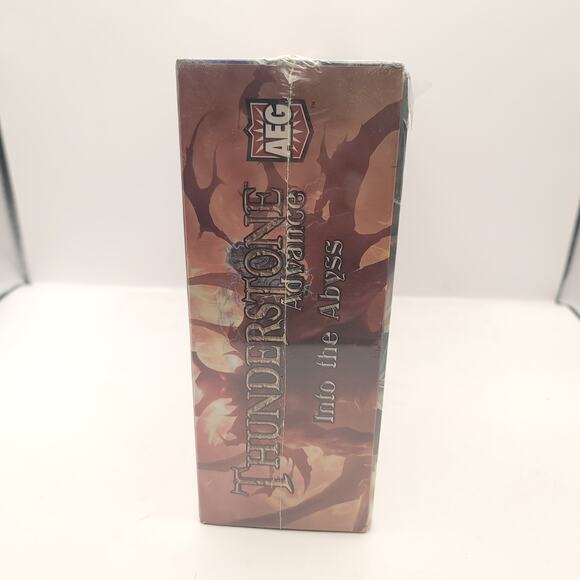 AEG
THUNDERSTONE
Advance
Into the Abyss